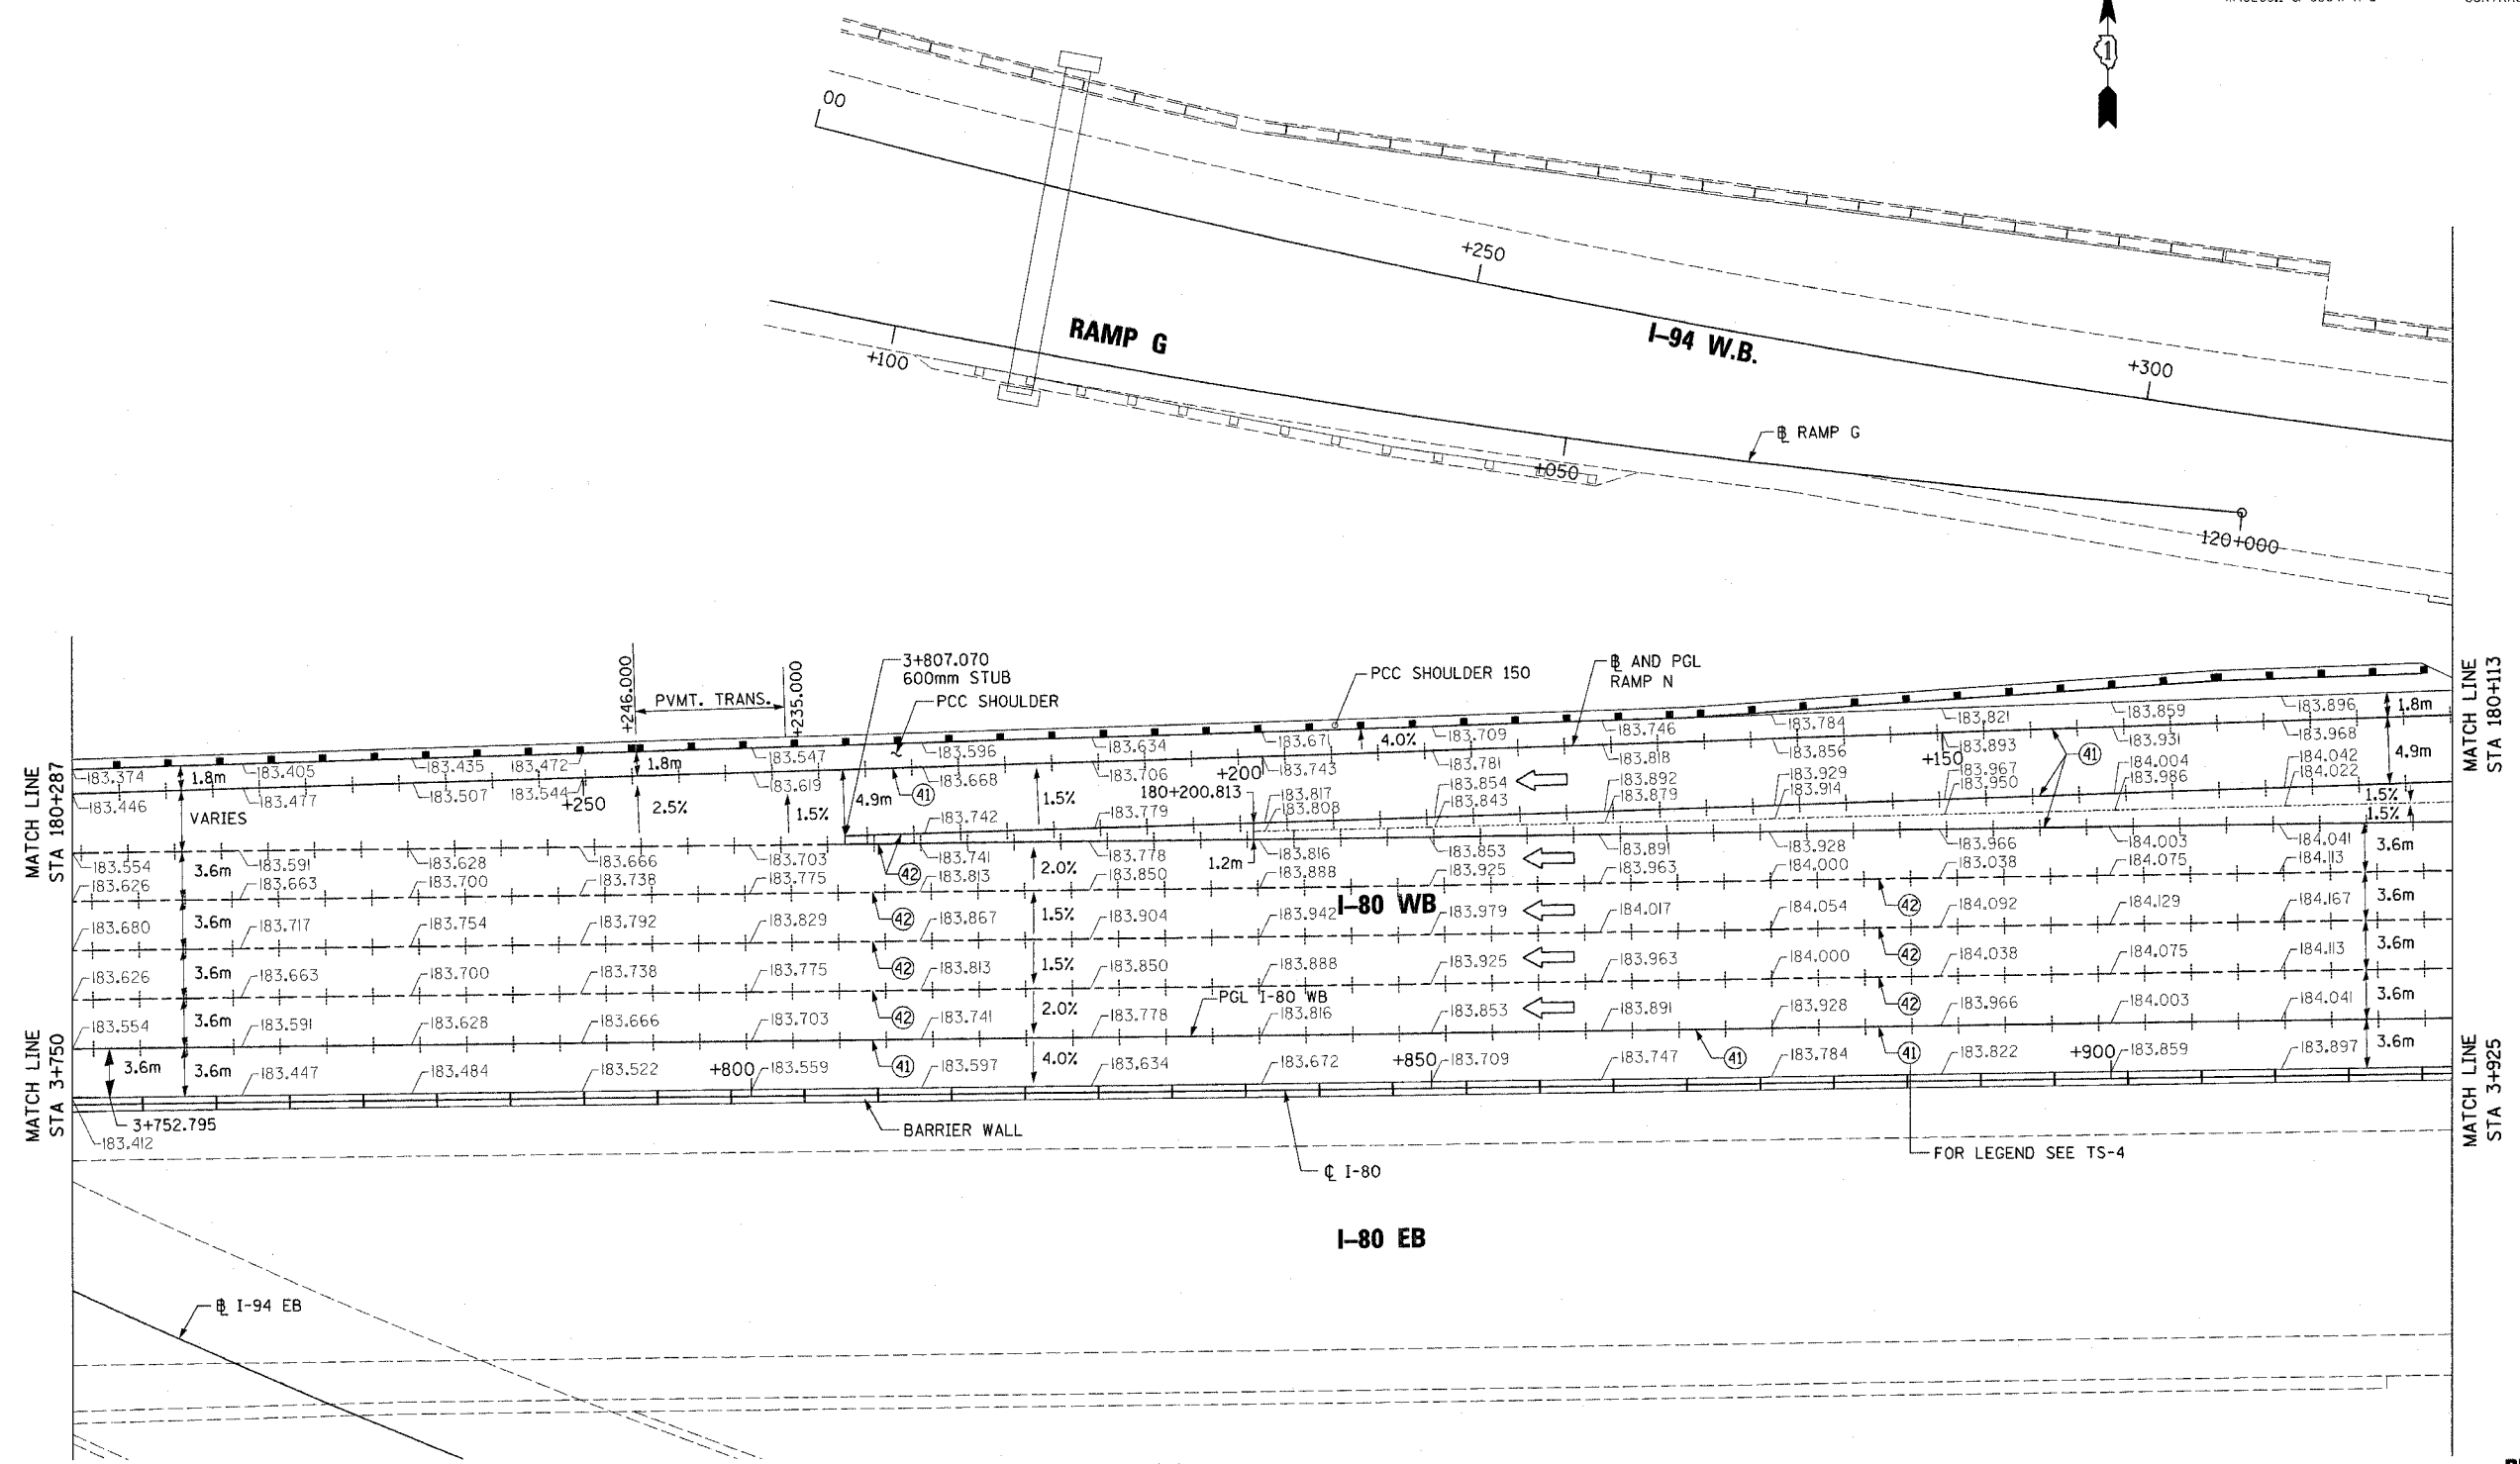 1
00
+250
RAMP G
I-94 W.B.
+100
+300
℄ RAMP G
+050
120+000
3+807.070
600mm STUB
PCC SHOULDER
PCC SHOULDER 150
℄ AND PGL
RAMP N
+246.000
PVMT. TRANS.
+235.000
MATCH LINE
STA 180+287
MATCH LINE
STA 180+113
183.374 1.8m 183.405 183.435 183.472 1.8m 183.547 183.596 183.634 183.671 4.0% 183.709 183.746 183.784 183.821 183.859 183.896 1.8m
183.446 183.477 183.507 183.544 +250 183.619 183.668 183.706 +200 183.743 183.781 183.818 183.856 183.893 183.931 183.968
VARIES 2.5% 1.5% 4.9m 41 1.5% 180+200.813 +150 41 4.9m
183.817 183.854 183.892 183.929 183.967 184.004 184.042
183.742 183.779 183.808 183.843 183.879 183.914 183.950 183.986 184.022
1.5%
1.5%
183.554 183.591 183.628 183.666 183.703 183.741 183.778 183.816 183.853 183.891 183.928 183.966 184.003 184.041
3.6m 42 2.0% 1.2m 3.6m
183.626 183.663 183.700 183.738 183.775 183.813 183.850 183.888 183.925 183.963 184.000 183.038 184.075 184.113
I-80 WB
183.680 3.6m 183.717 183.754 183.792 183.829 42 183.867 1.5% 183.904 183.942 183.979 184.017 184.054 42 184.092 184.129 184.167 3.6m
183.626 3.6m 183.663 183.700 183.738 183.775 42 183.813 1.5% 183.850 183.888 183.925 183.963 184.000 42 184.038 184.075 184.113 3.6m
PGL I-80 WB
183.554 3.6m 183.591 183.628 183.666 183.703 42 183.741 2.0% 183.778 183.816 183.853 183.891 183.928 42 183.966 184.003 184.041 3.6m
3.6m 3.6m 183.447 183.484 183.522 +800 183.559 41 183.597 4.0% 183.634 183.672 +850 183.709 183.747 41 183.784 41 183.822 +900 183.859 183.897 3.6m
MATCH LINE
STA 3+750
MATCH LINE
STA 3+925
3+752.795
183.412
BARRIER WALL
℄ I-80
FOR LEGEND SEE TS-4
I-80 EB
℄ I-94 EB